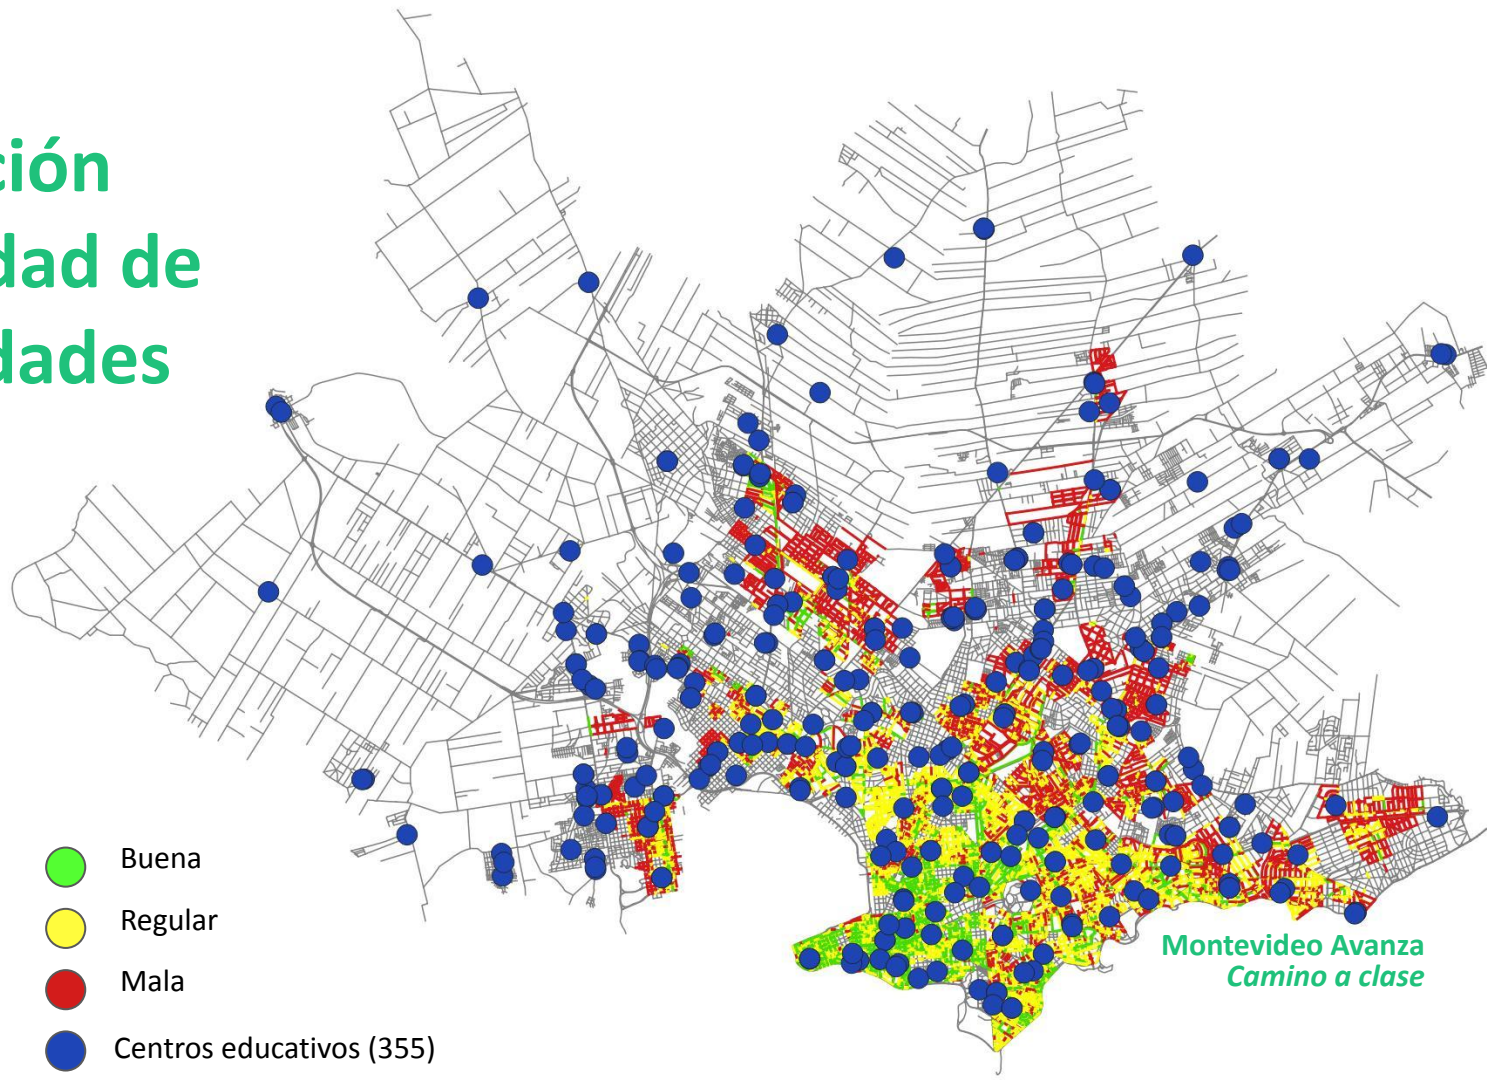 ción
dad de
dades
Buena
Regular
Mala
Centros educativos (355)
Montevideo Avanza
Camino a clase